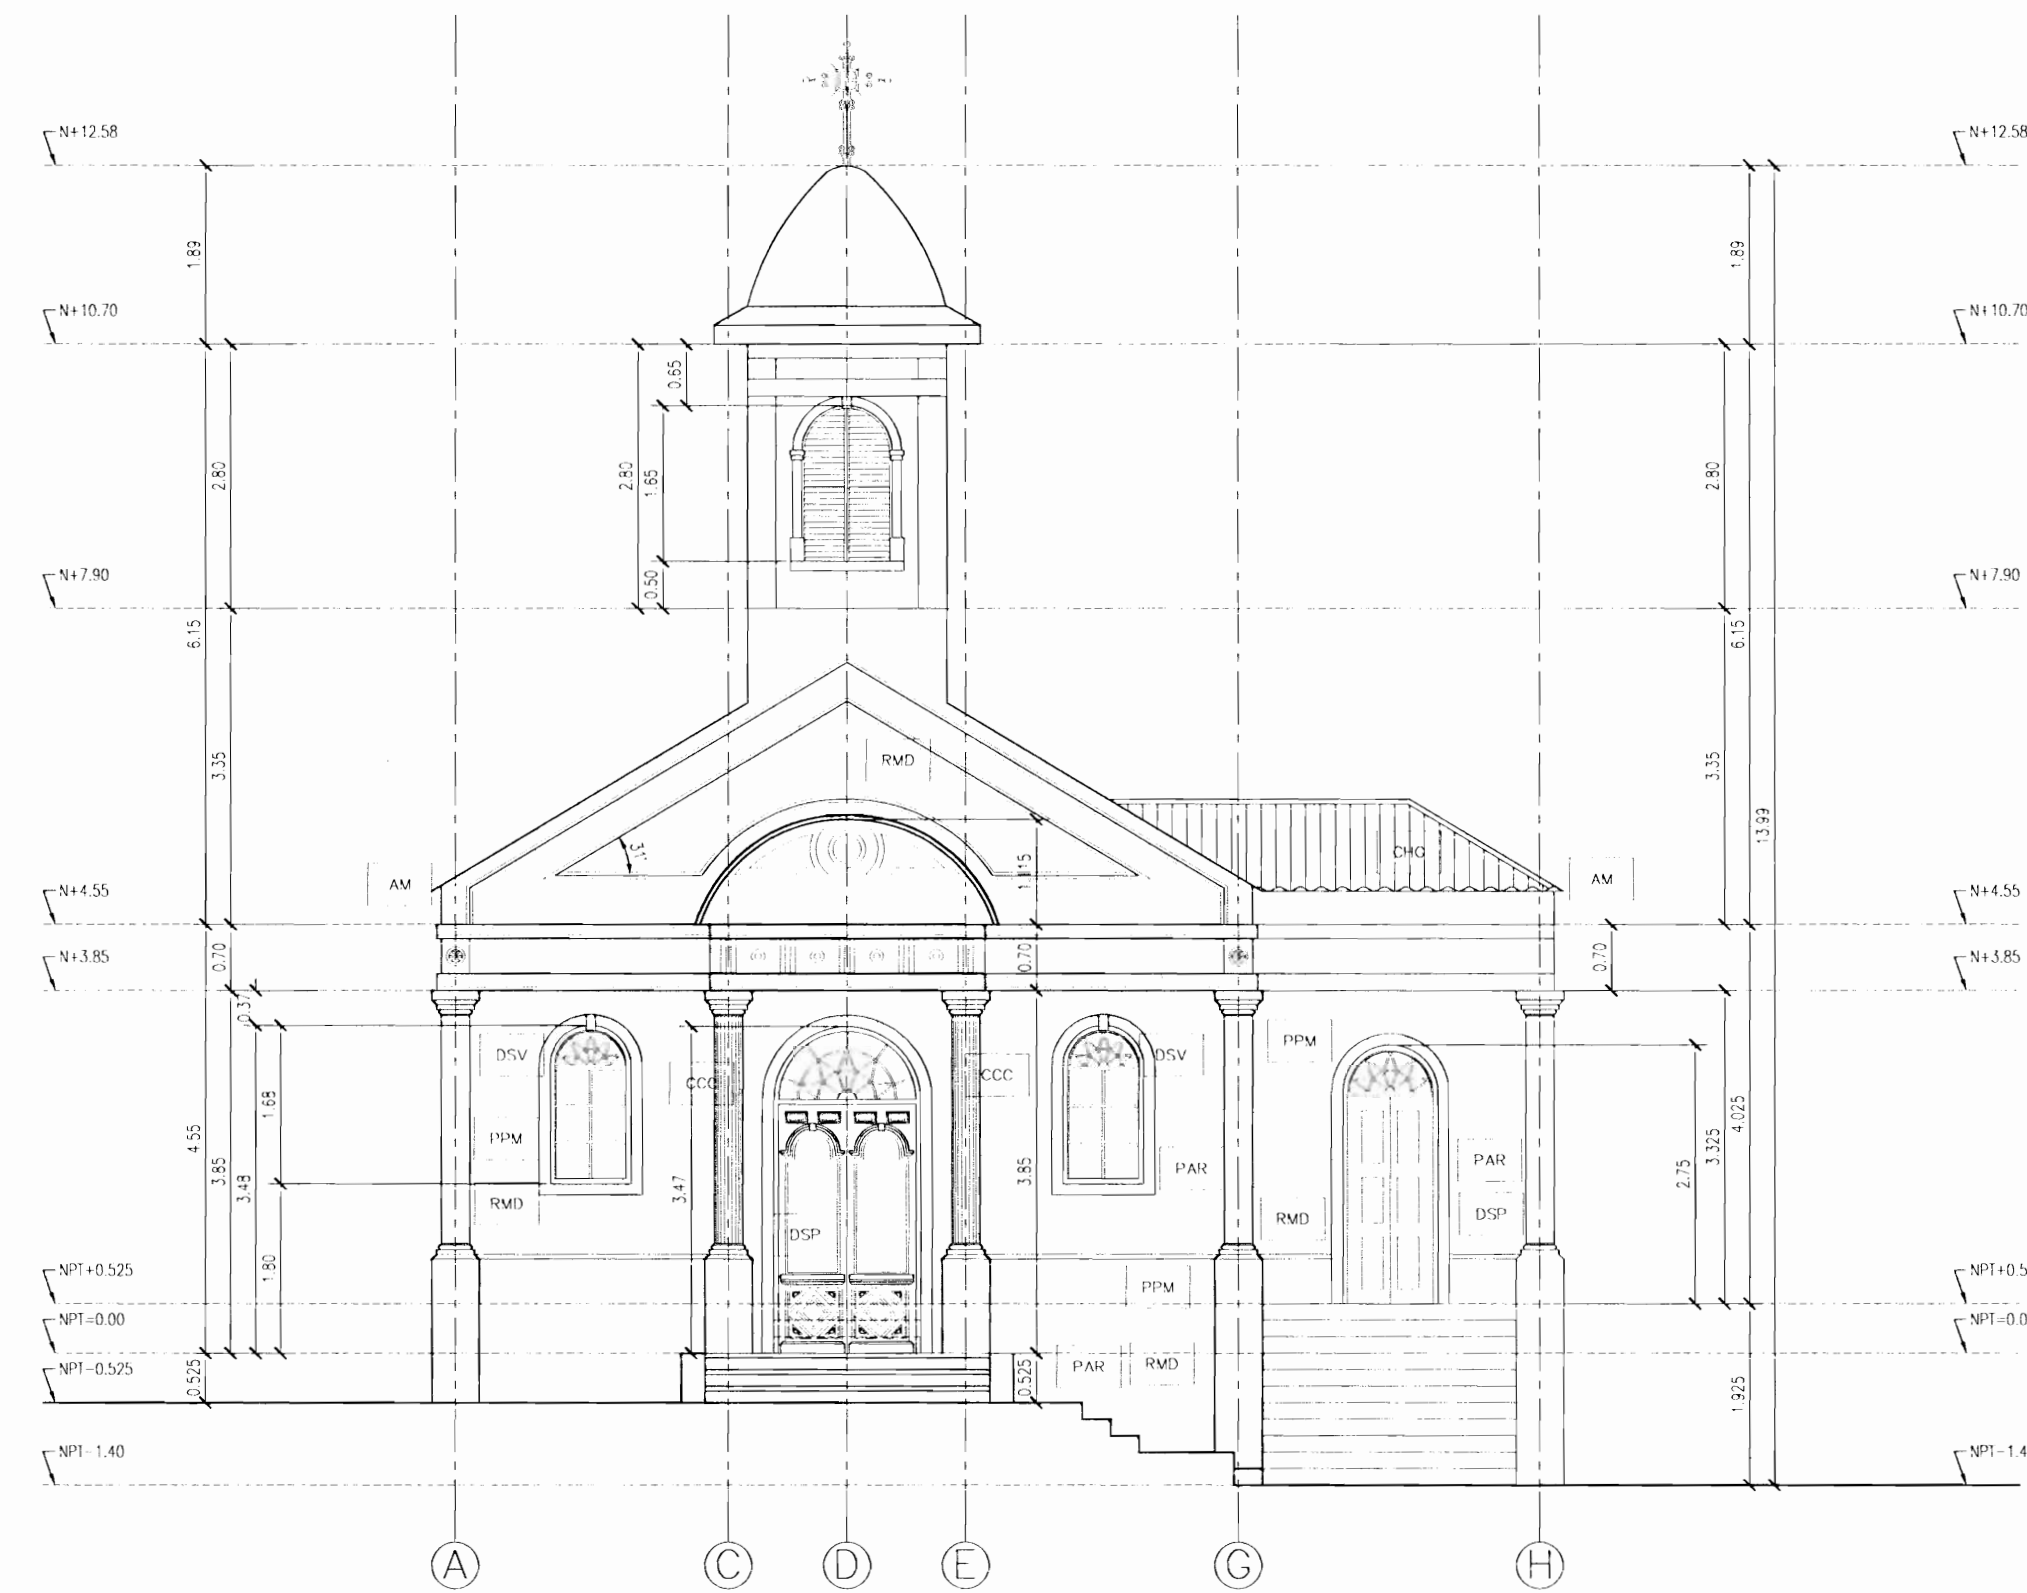 N+12.58
N+12.58
1.89
1.89
N+10.70
N+10.70
0.65
2.80
2.80
1.65
2.80
0.50
N+7.90
N+7.90
6.15
6.15
3.35
RMD
3.35
13.99
31°
CHO
1.15
AM
AM
N+4.55
N+4.55
0.70
0.70
0.70
N+3.85
N+3.85
0.37
DSV
CCC
CCC
DSV
PPM
1.68
4.55
3.85
3.48
PPM
3.47
3.85
PAR
PAR
2.75
3.325
4.025
RMD
DSP
RMD
DSP
1.80
NPT+0.525
PPM
NPT+0.5
NPT=0.00
NPT=0.0
NPT-0.525
0.525
0.525
PAR
RMD
1.925
NPT-1.40
NPT-1.4
A
C
D
E
G
H